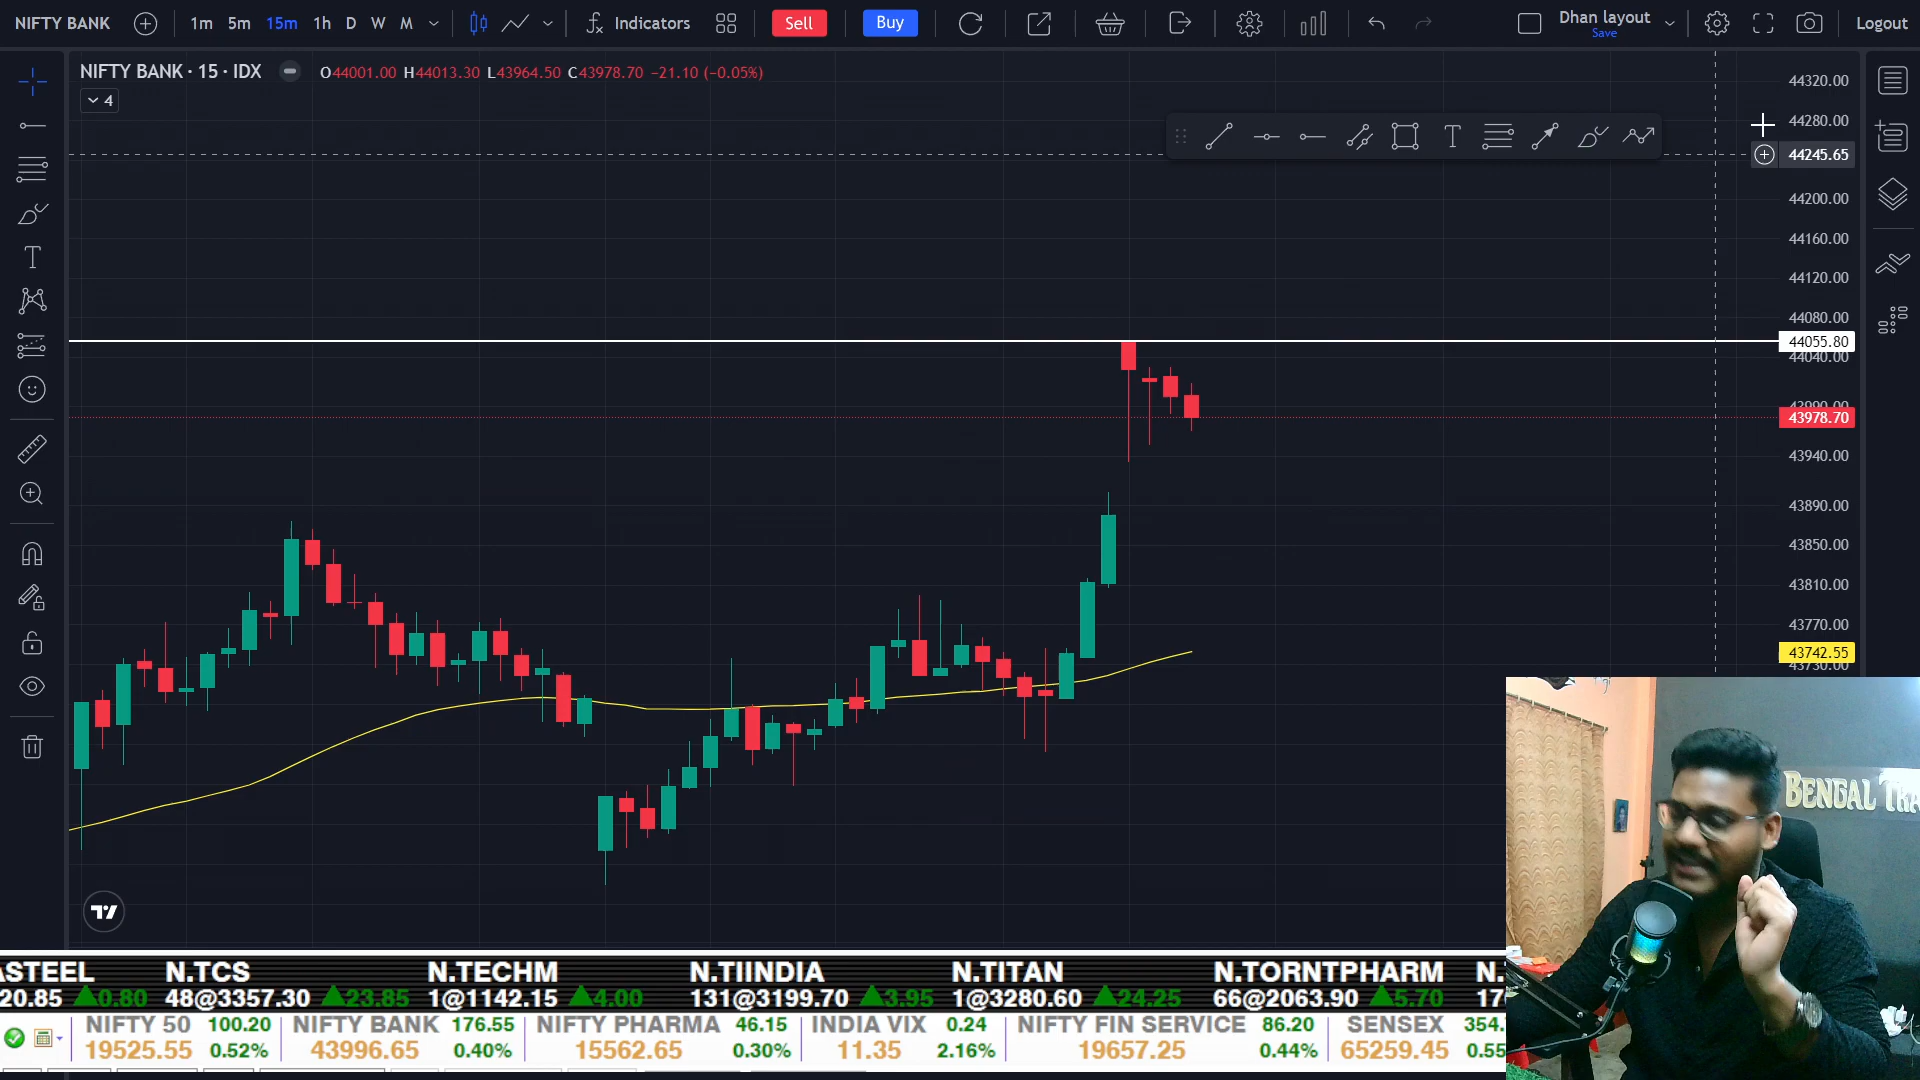 NIFTY BANK 1m 5m 15m 1h D W M Indicators Sell Buy Dhan layout Save Logout
NIFTY BANK · 15 · IDX O44001.00 H44013.30 L43964.50 C43978.70 −21.10 (−0.05%)
4
44320.00
44280.00
44245.65
44200.00
44160.00
44120.00
44080.00
44055.80
44040.00
43990.00
43978.70
43940.00
43890.00
43850.00
43810.00
43770.00
43742.55
43730.00
BENGAL TRA
ASTEEL N.TCS N.TECHM N.TIINDIA N.TITAN N.TORNTPHARM N.
20.85 0.80 48@3357.30 23.85 1@1142.15 4.00 131@3199.70 3.95 1@3280.60 24.25 66@2063.90 5.70 17
NIFTY 50 100.20 NIFTY BANK 176.55 NIFTY PHARMA 46.15 INDIA VIX 0.24 NIFTY FIN SERVICE 86.20 SENSEX 354.
19525.55 0.52% 43996.65 0.40% 15562.65 0.30% 11.35 2.16% 19657.25 0.44% 65259.45 0.55